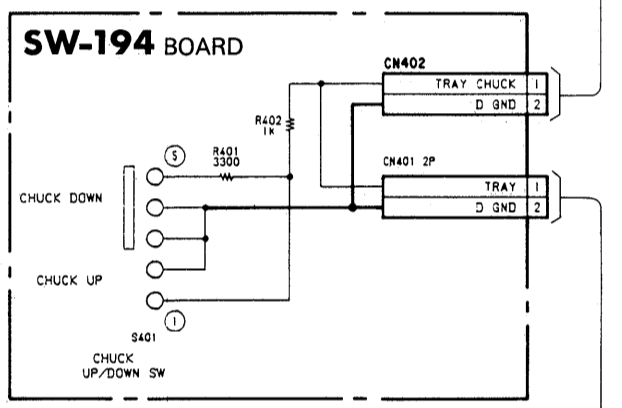 SW-194 BOARD
CN402
TRAY CHUCK 1
D GND 2
R402
1K
R401
3300
5
CN401 2P
TRAY 1
D GND 2
CHUCK DOWN
CHUCK UP
1
S401
CHUCK
UP/DOWN SW